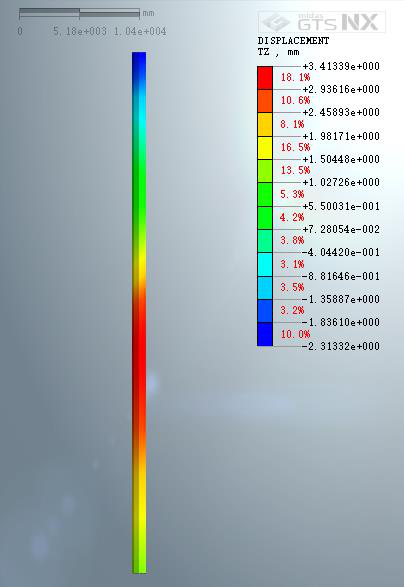 mm
0 5.18e+003 1.04e+004
midas
GTS NX
DISPLACEMENT
TZ , mm
+3.41339e+000
18.1%
+2.93616e+000
10.6%
+2.45893e+000
8.1%
+1.98171e+000
16.5%
+1.50448e+000
13.5%
+1.02726e+000
5.3%
+5.50031e-001
4.2%
+7.28054e-002
3.8%
-4.04420e-001
3.1%
-8.81646e-001
3.5%
-1.35887e+000
3.2%
-1.83610e+000
10.0%
-2.31332e+000